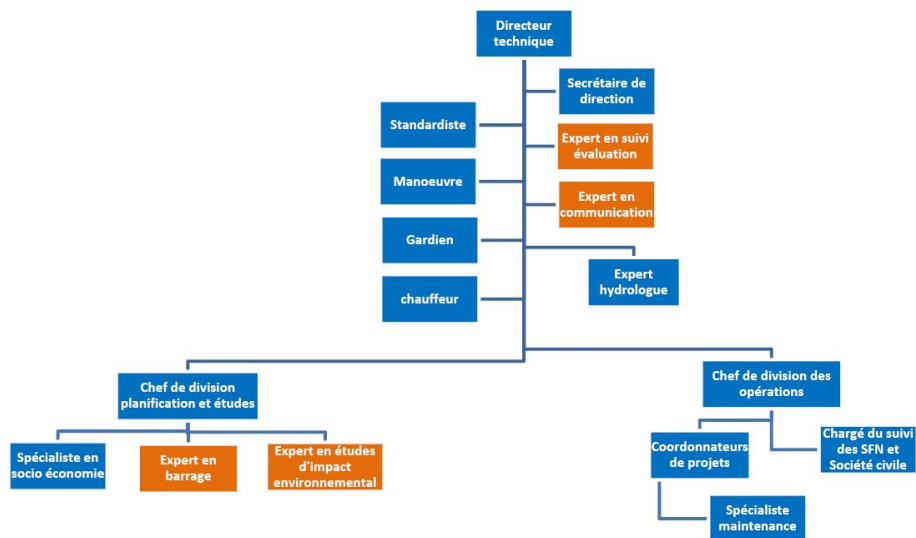 Directeur
technique
Secrétaire de
direction
Standardiste
Expert en suivi
évaluation
Manoeuvre
Expert en
communication
Gardien
Expert
hydrologue
chauffeur
Chef de division
planification et études
Chef de division des
opérations
Spécialiste en
socio économie
Expert en
barrage
Expert en études
d'impact
environnemental
Coordonnateurs
de projets
Chargé du suivi
des SFN et
Société civile
Spécialiste
maintenance